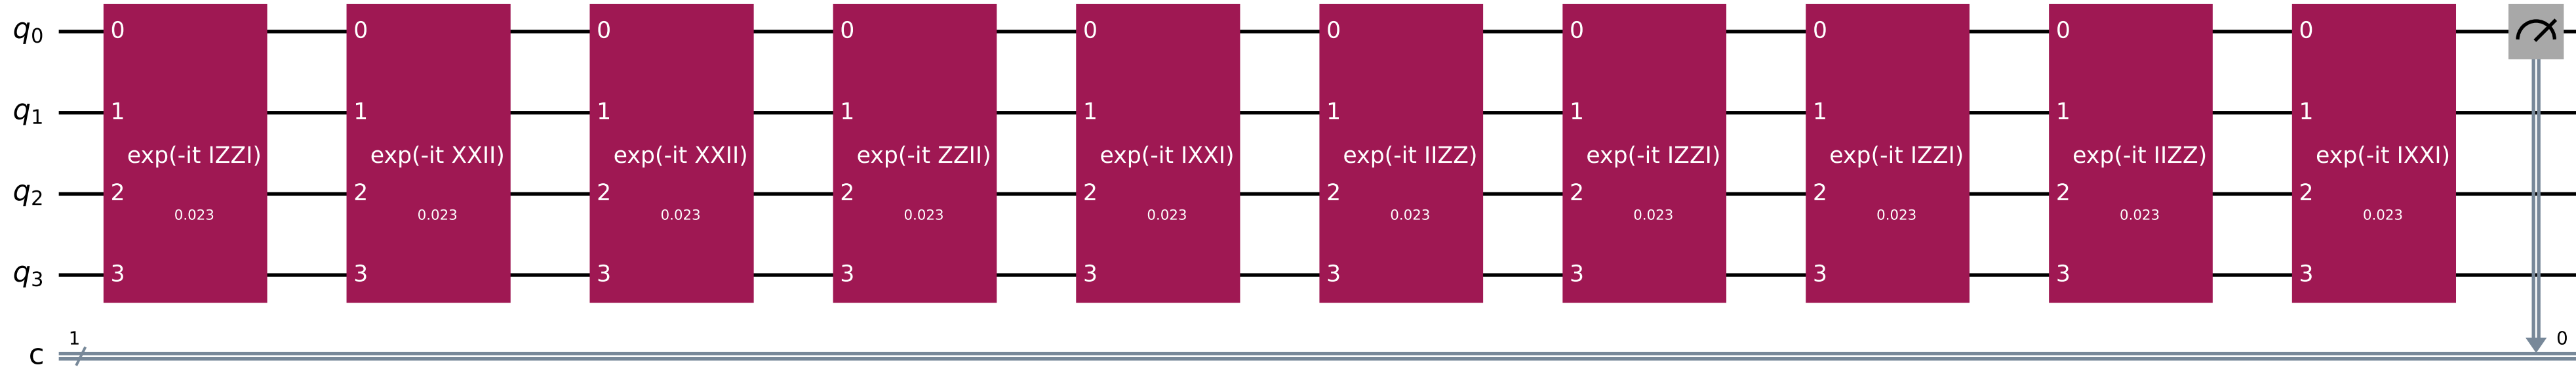 q0 0 0 0 0 0 0 0 0 0 0
q1 1 1 1 1 1 1 1 1 1 1
exp(-it IZZI) exp(-it XXII) exp(-it XXII) exp(-it ZZII) exp(-it IXXI) exp(-it IIZZ) exp(-it IZZI) exp(-it IZZI) exp(-it IIZZ) exp(-it IXXI)
q2 2 2 2 2 2 2 2 2 2 2
0.023 0.023 0.023 0.023 0.023 0.023 0.023 0.023 0.023 0.023
q3 3 3 3 3 3 3 3 3 3 3
1 0
c